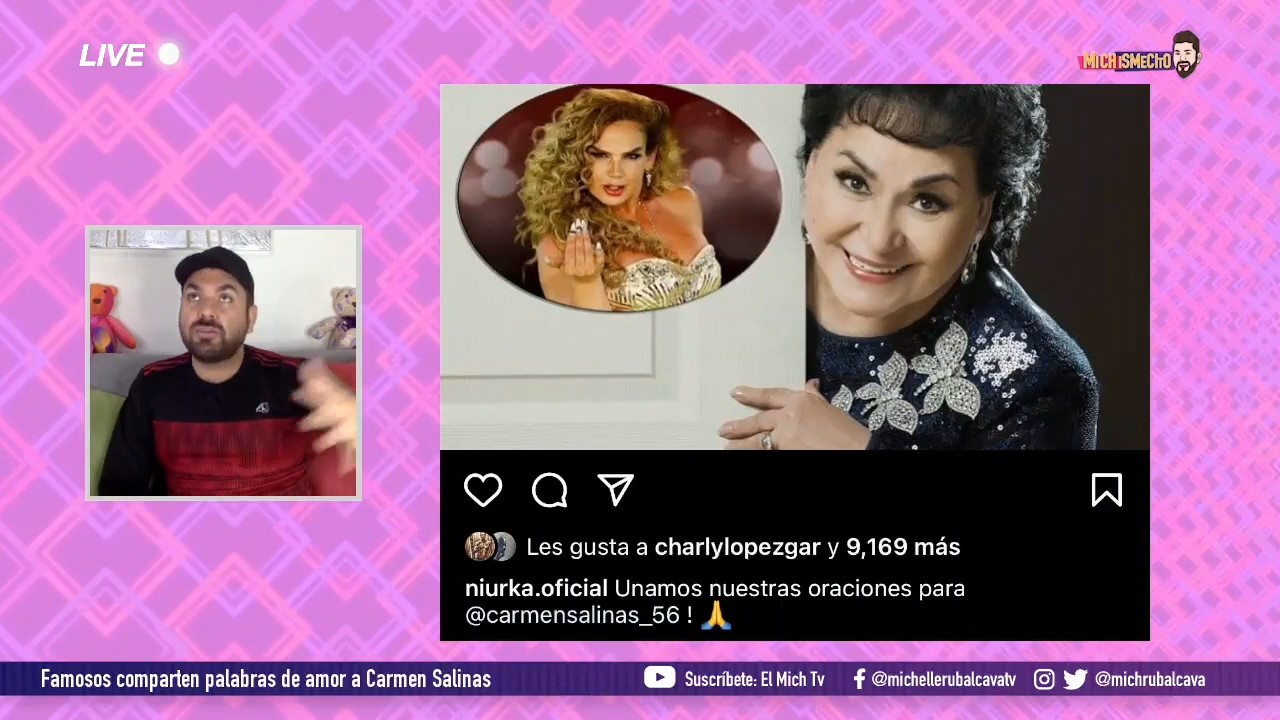 LIVE
MICHISMECITO
Les gusta a charlylopezgar y 9,169 más
niurka.oficial Unamos nuestras oraciones para
@carmensalinas_56 ! 🙏
Famosos comparten palabras de amor a Carmen Salinas
Suscríbete: El Mich Tv
@michellerubalcavatv
@michrubalcava